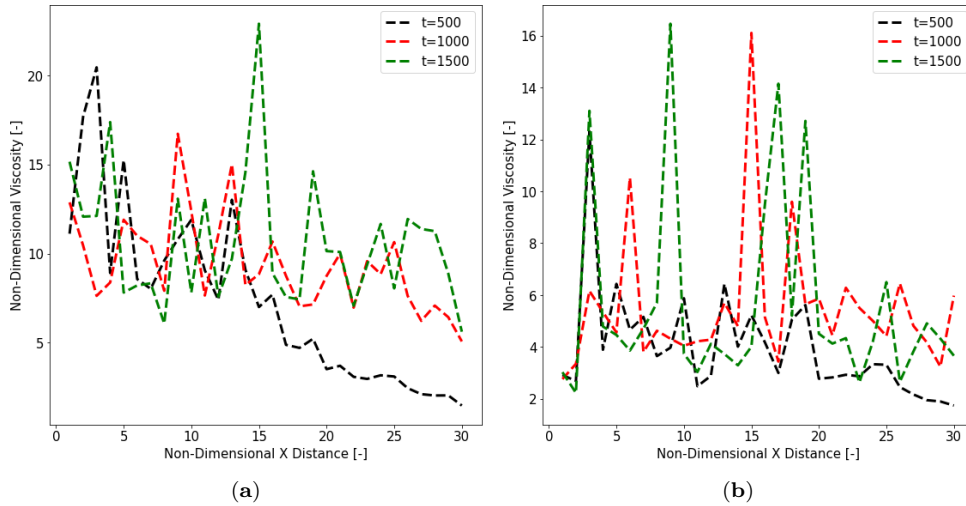 t=500
t=1000
t=1500
20
15
10
5
0 5 10 15 20 25 30
Non-Dimensional Viscosity [-]
Non-Dimensional X Distance [-]
(a)
t=500
t=1000
t=1500
16
14
12
10
8
6
4
2
0 5 10 15 20 25 30
Non-Dimensional Viscosity [-]
Non-Dimensional X Distance [-]
(b)